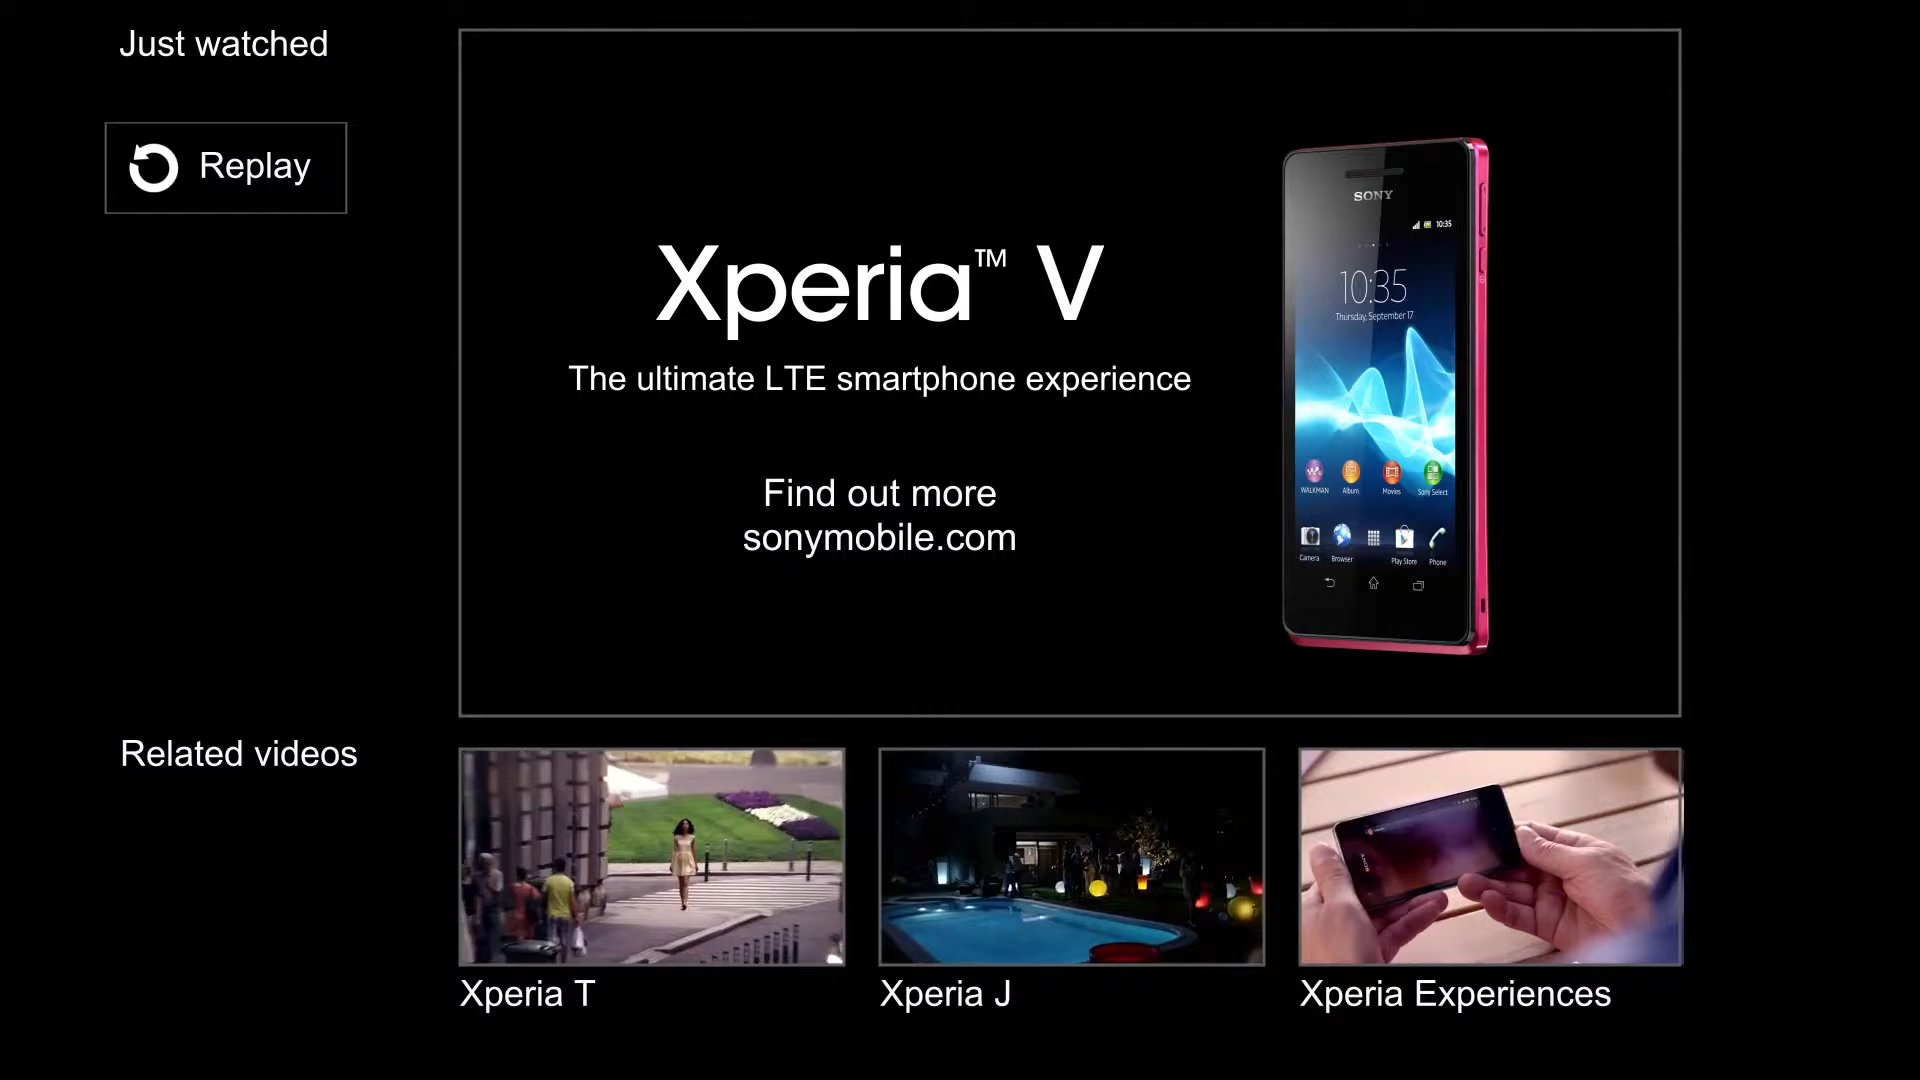 Just watched
Replay
Xperia™ V
The ultimate LTE smartphone experience
Find out more
sonymobile.com
SONY
10:35
10:35
Thursday, September 17
WALKMAN
Album
Movies
Sony Select
Camera
Browser
Play Store
Phone
Related videos
SONY
Xperia T
Xperia J
Xperia Experiences